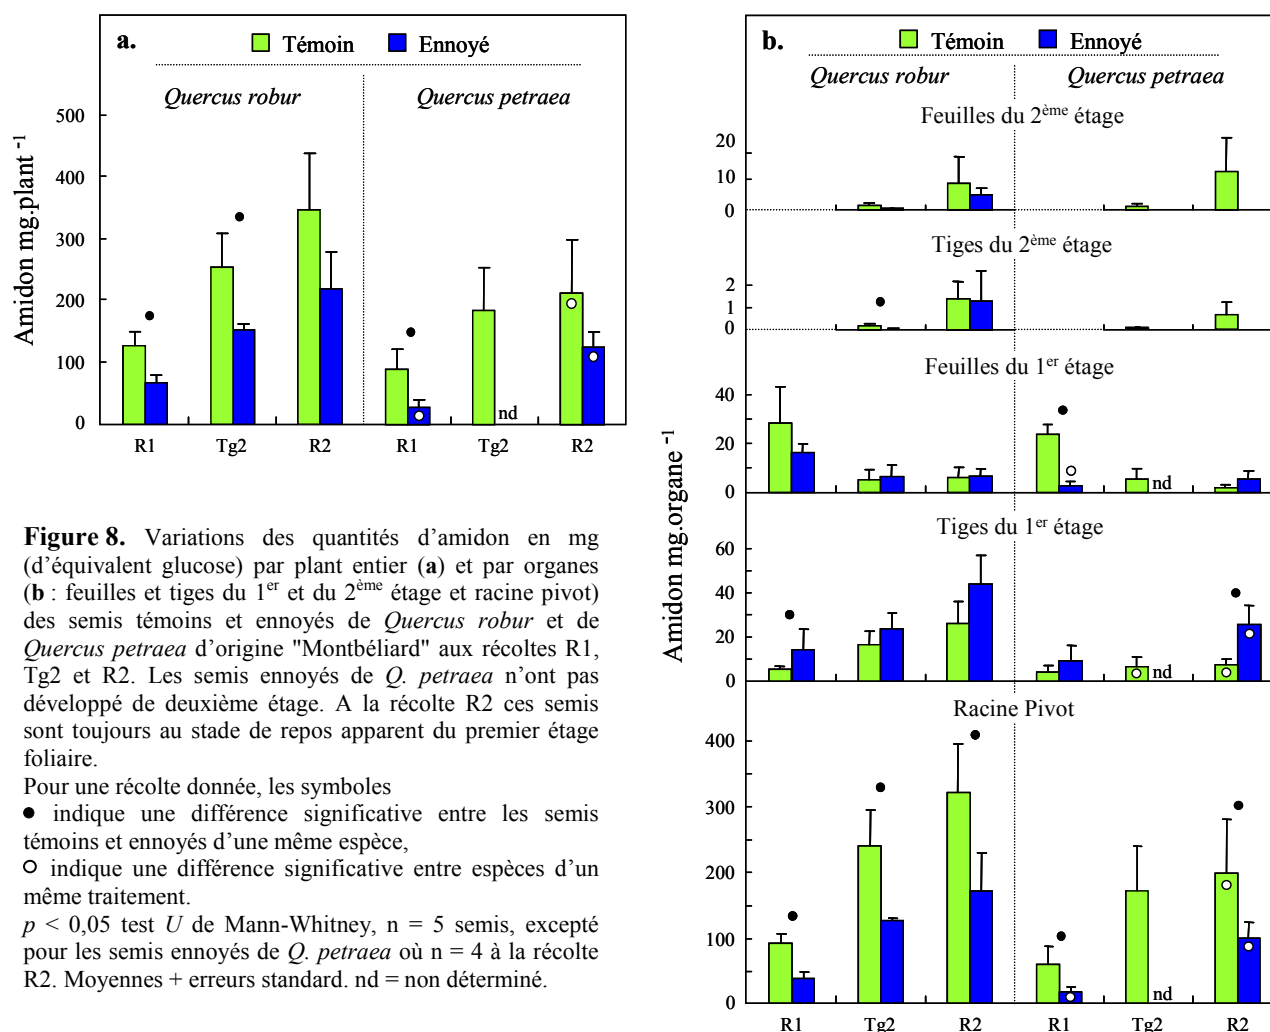 a.
Témoin Ennoyé
Quercus robur Quercus petraea
Amidon mg.plant -1
500
400
300
200
100
0
nd
R1 Tg2 R2 R1 Tg2 R2
Figure 8. Variations des quantités d'amidon en mg
(d'équivalent glucose) par plant entier (a) et par organes
(b : feuilles et tiges du 1er et du 2ème étage et racine pivot)
des semis témoins et ennoyés de Quercus robur et de
Quercus petraea d'origine "Montbéliard" aux récoltes R1,
Tg2 et R2. Les semis ennoyés de Q. petraea n'ont pas
développé de deuxième étage. A la récolte R2 ces semis
sont toujours au stade de repos apparent du premier étage
foliaire.
Pour une récolte donnée, les symboles
● indique une différence significative entre les semis
témoins et ennoyés d'une même espèce,
○ indique une différence significative entre espèces d'un
même traitement.
p < 0,05 test U de Mann-Whitney, n = 5 semis, excepté
pour les semis ennoyés de Q. petraea où n = 4 à la récolte
R2. Moyennes + erreurs standard. nd = non déterminé.
b.
Témoin Ennoyé
Quercus robur Quercus petraea
Amidon mg.organe -1
Feuilles du 2ème étage
20
10
0
Tiges du 2ème étage
2
1
0
Feuilles du 1er étage
40
20
0
nd
Tiges du 1er étage
60
40
20
0
nd
Racine Pivot
400
300
200
100
0
nd
R1 Tg2 R2 R1 Tg2 R2